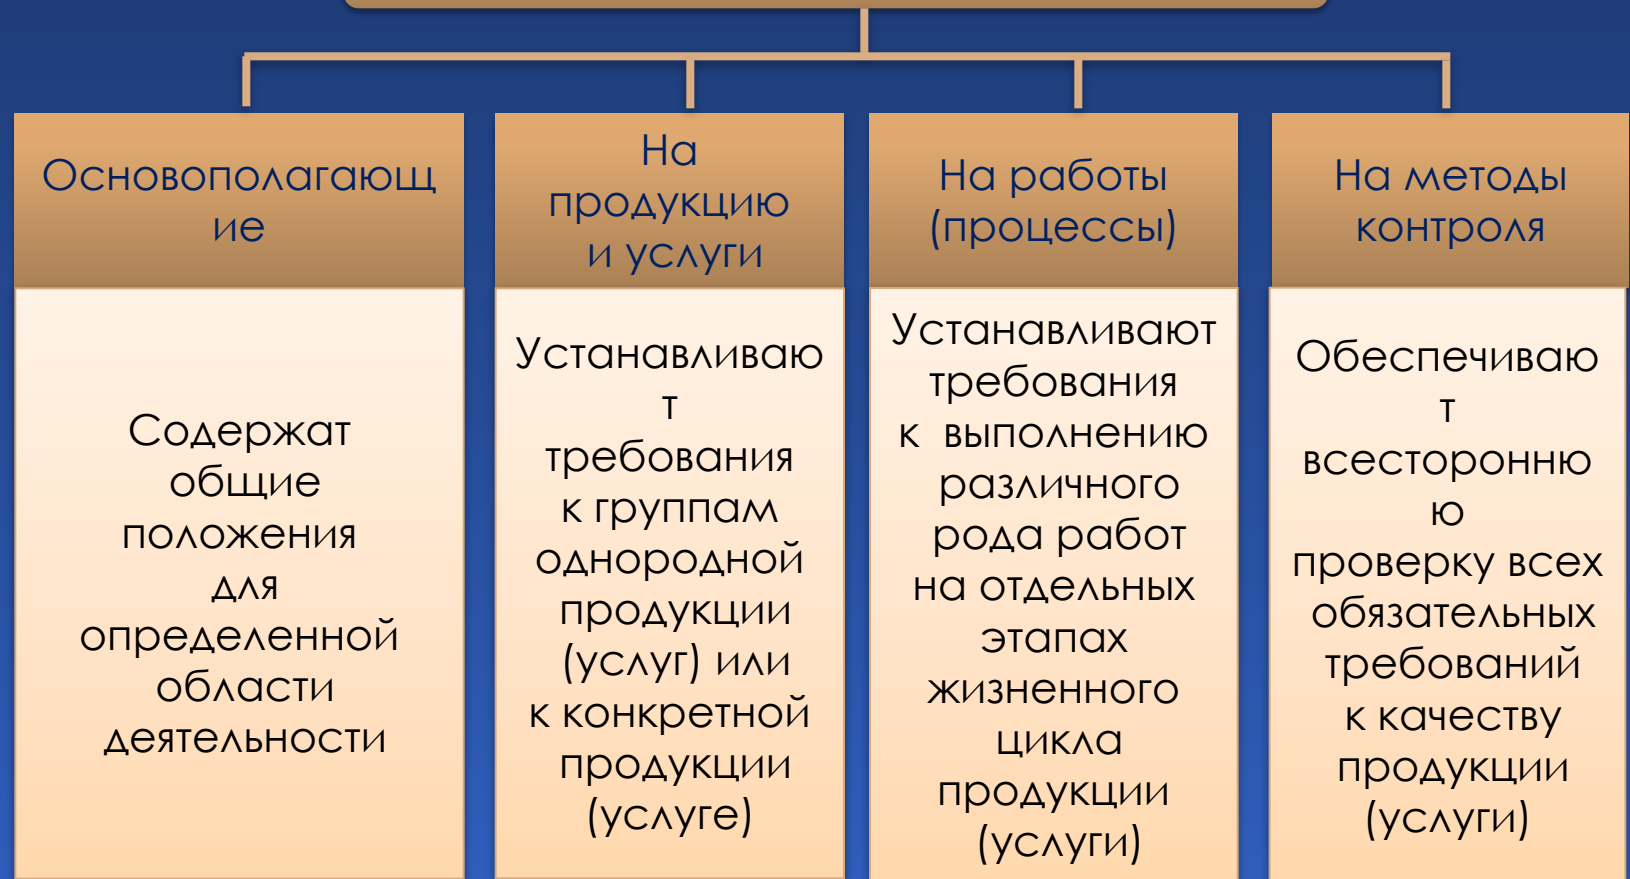 Основополагающ
ие
На
продукцию
и услуги
На работы
(процессы)
На методы
контроля
Содержат
общие
положения
для
определенной
области
деятельности
Устанавливаю
т
требования
к группам
однородной
продукции
(услуг) или
к конкретной
продукции
(услуге)
Устанавливают
требования
к выполнению
различного
рода работ
на отдельных
этапах
жизненного
цикла
продукции
(услуги)
Обеспечиваю
т
всесторонню
ю
проверку всех
обязательных
требований
к качеству
продукции
(услуги)